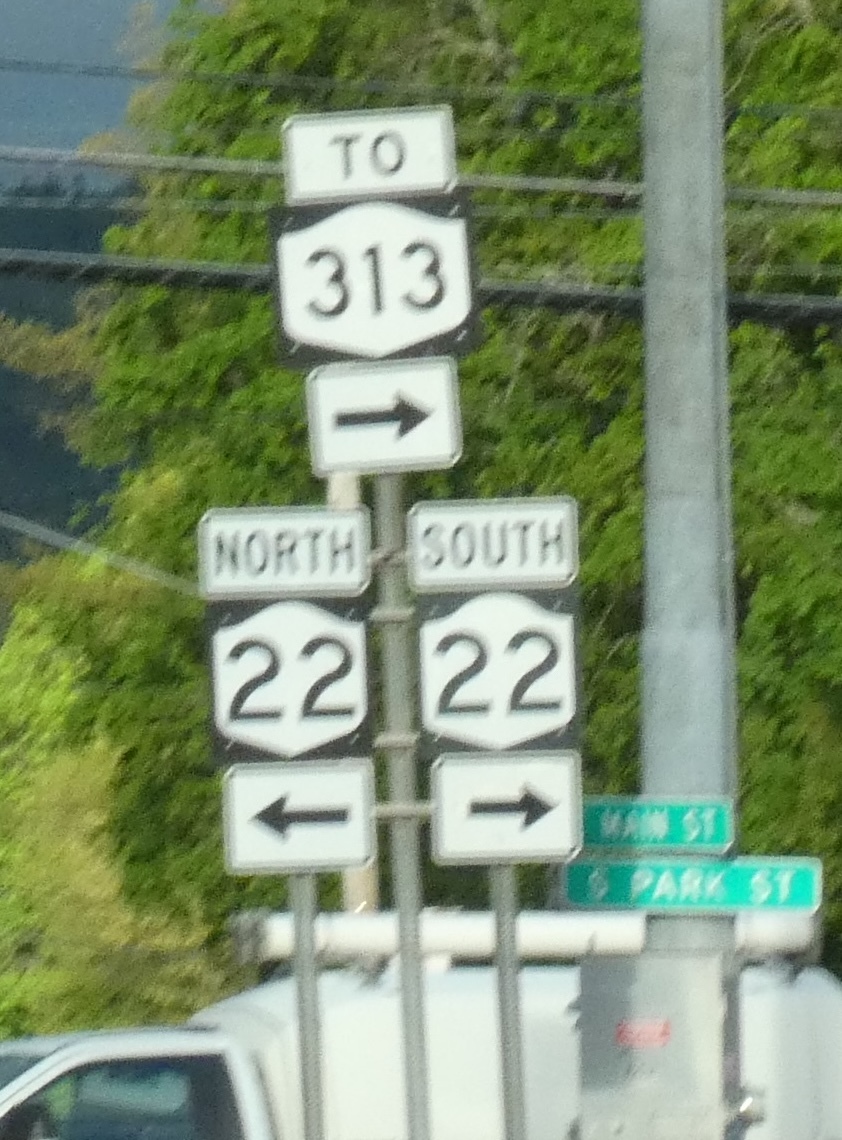 TO
313
NORTH
SOUTH
22
22
MAIN ST
S PARK ST